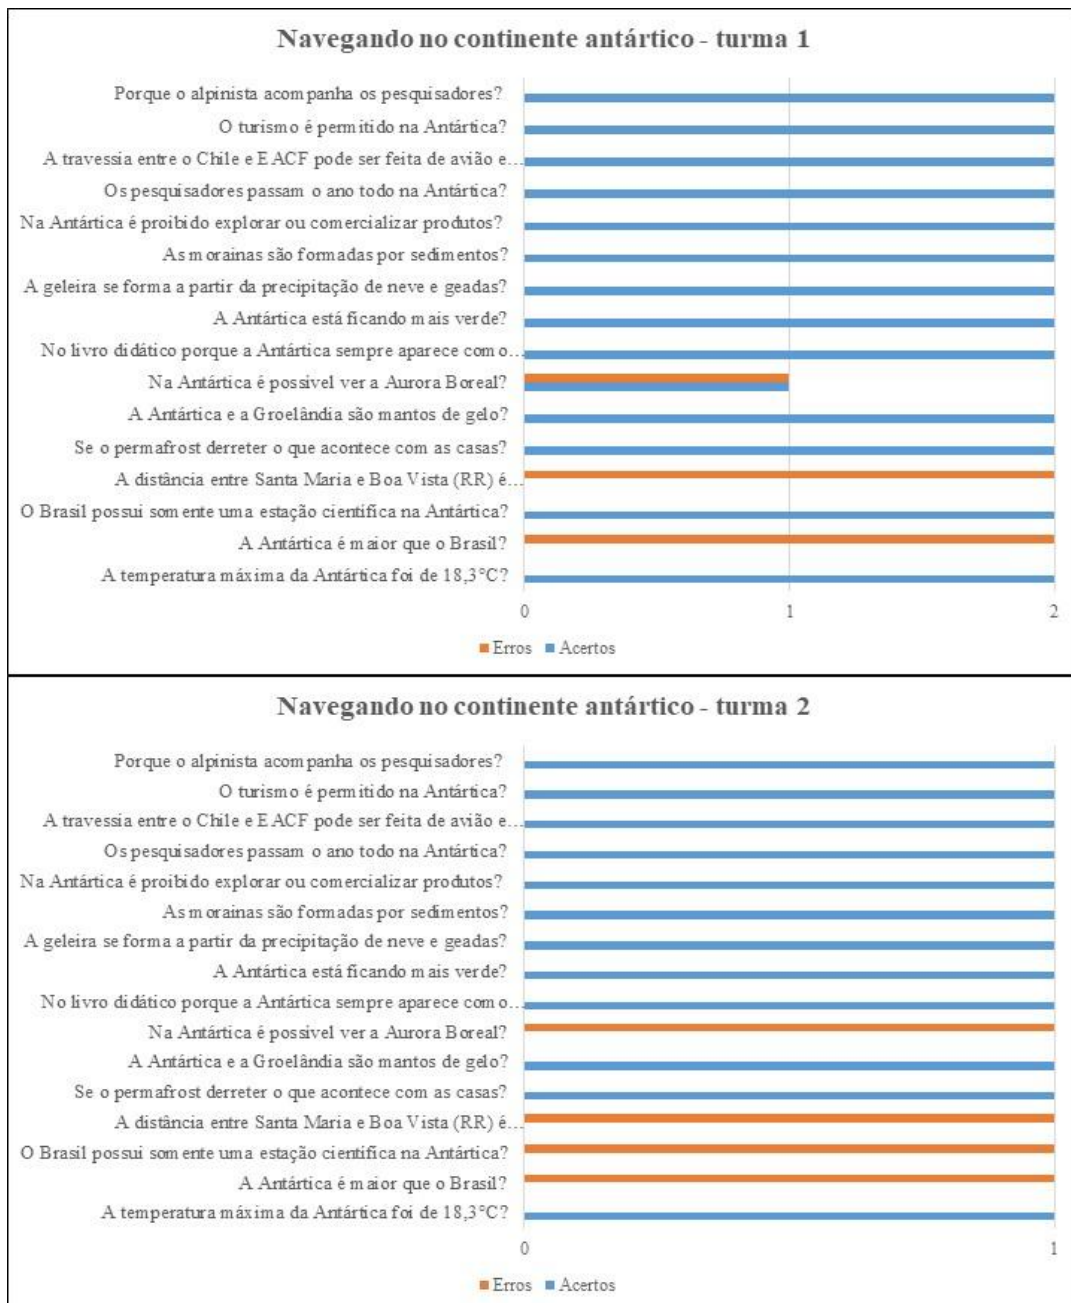 Navegando no continente antártico - turma 1
Porque o alpinista acompanha os pesquisadores?
O turismo é permitido na Antártica?
A travessia entre o Chile e EACF pode ser feita de avião e...
Os pesquisadores passam o ano todo na Antártica?
Na Antártica é proibido explorar ou comercializar produtos?
As morainas são formadas por sedimentos?
A geleira se forma a partir da precipitação de neve e geadas?
A Antártica está ficando mais verde?
No livro didático porque a Antártica sempre aparece como...
Na Antártica é possível ver a Aurora Boreal?
A Antártica e a Groelândia são mantos de gelo?
Se o permafrost derreter o que acontece com as casas?
A distância entre Santa Maria e Boa Vista (RR) é...
O Brasil possui somente uma estação científica na Antártica?
A Antártica é maior que o Brasil?
A temperatura máxima da Antártica foi de 18,3°C?
0 1 2
Erros Acertos
Navegando no continente antártico - turma 2
Porque o alpinista acompanha os pesquisadores?
O turismo é permitido na Antártica?
A travessia entre o Chile e EACF pode ser feita de avião e...
Os pesquisadores passam o ano todo na Antártica?
Na Antártica é proibido explorar ou comercializar produtos?
As morainas são formadas por sedimentos?
A geleira se forma a partir da precipitação de neve e geadas?
A Antártica está ficando mais verde?
No livro didático porque a Antártica sempre aparece como...
Na Antártica é possível ver a Aurora Boreal?
A Antártica e a Groelândia são mantos de gelo?
Se o permafrost derreter o que acontece com as casas?
A distância entre Santa Maria e Boa Vista (RR) é...
O Brasil possui somente uma estação científica na Antártica?
A Antártica é maior que o Brasil?
A temperatura máxima da Antártica foi de 18,3°C?
0 1
Erros Acertos